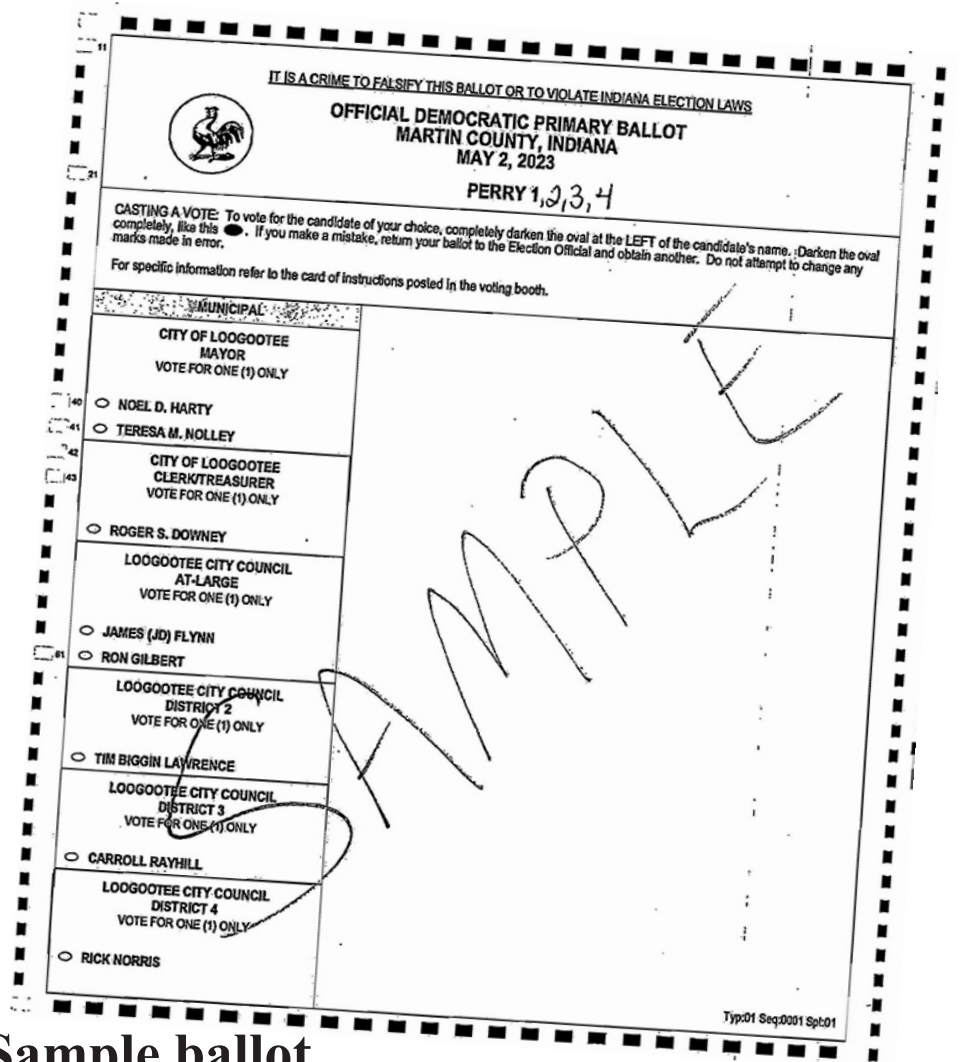 11
IT IS A CRIME TO FALSIFY THIS BALLOT OR TO VIOLATE INDIANA ELECTION LAWS
OFFICIAL DEMOCRATIC PRIMARY BALLOT
MARTIN COUNTY, INDIANA
MAY 2, 2023
21
PERRY 1,2,3,4
CASTING A VOTE: To vote for the candidate of your choice, completely darken the oval at the LEFT of the candidate's name. Darken the oval
completely, like this . If you make a mistake, return your ballot to the Election Official and obtain another. Do not attempt to change any
marks made in error.
For specific information refer to the card of instructions posted in the voting booth.
MUNICIPAL
CITY OF LOOGOOTEE
MAYOR
VOTE FOR ONE (1) ONLY
40
NOEL D. HARTY
41
TERESA M. NOLLEY
42
CITY OF LOOGOOTEE
43
CLERK/TREASURER
VOTE FOR ONE (1) ONLY
ROGER S. DOWNEY
LOOGOOTEE CITY COUNCIL
AT-LARGE
VOTE FOR ONE (1) ONLY
JAMES (JD) FLYNN
51
RON GILBERT
LOOGOOTEE CITY COUNCIL
DISTRICT 2
VOTE FOR ONE (1) ONLY
TIM BIGGIN LAWRENCE
LOOGOOTEE CITY COUNCIL
DISTRICT 3
VOTE FOR ONE (1) ONLY
CARROLL RAYHILL
LOOGOOTEE CITY COUNCIL
DISTRICT 4
VOTE FOR ONE (1) ONLY
RICK NORRIS
SAMPLE
Typ:01 Seq:0001 Spl:01
Sample ballot